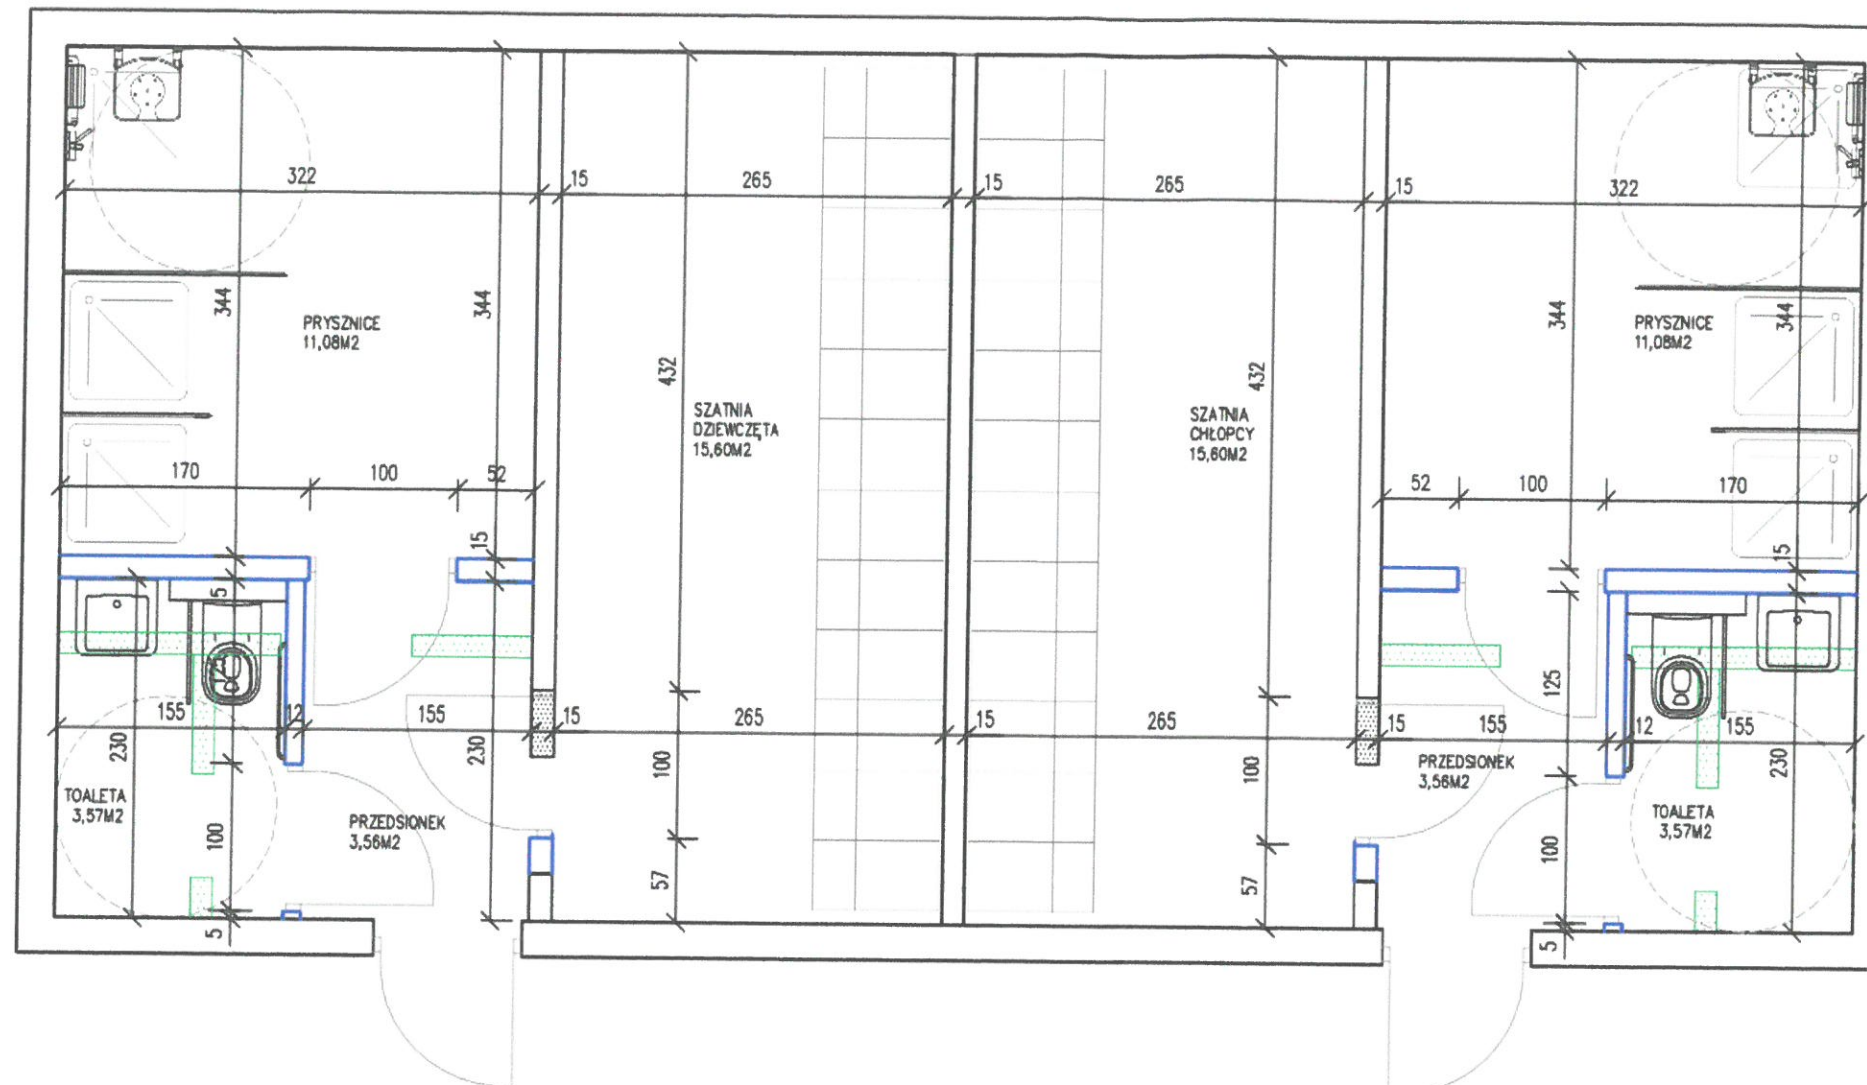 322
15
265
15
265
15
322
344
344
344
344
PRYSZNICE
11,08M2
PRYSZNICE
11,08M2
432
432
SZATNIA
DZIEWCZĘTA
15,60M2
SZATNIA
CHŁOPCY
15,60M2
170
100
52
52
100
170
15
15
5
125
125
155
12
155
15
265
15
265
15
155
12
155
230
230
100
100
230
PRZEDSIONEK
3,56M2
TOALETA
3,57M2
TOALETA
3,57M2
PRZEDSIONEK
3,56M2
100
100
57
57
5
5